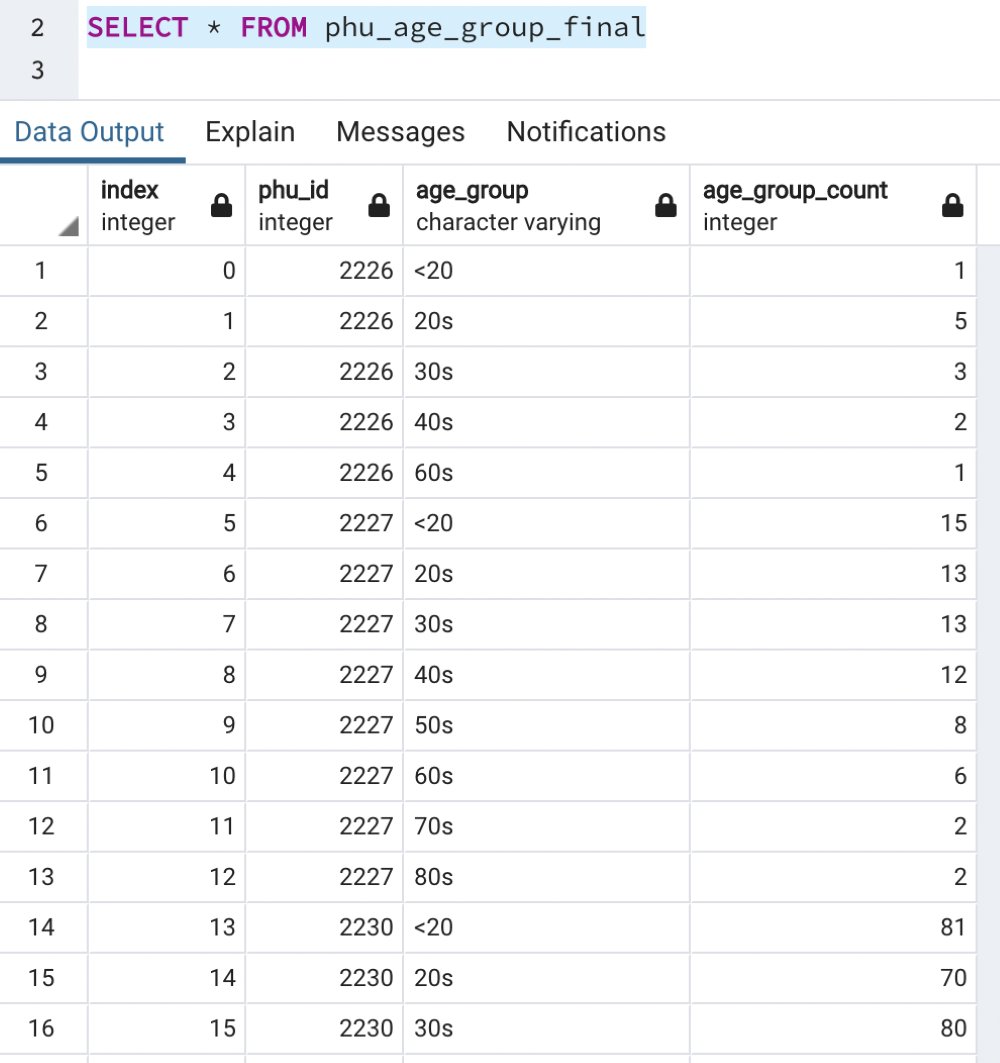 2 SELECT * FROM phu_age_group_final
3
Data Output Explain Messages Notifications
index phu_id age_group age_group_count
integer integer character varying integer
1 0 2226 <20 1
2 1 2226 20s 5
3 2 2226 30s 3
4 3 2226 40s 2
5 4 2226 60s 1
6 5 2227 <20 15
7 6 2227 20s 13
8 7 2227 30s 13
9 8 2227 40s 12
10 9 2227 50s 8
11 10 2227 60s 6
12 11 2227 70s 2
13 12 2227 80s 2
14 13 2230 <20 81
15 14 2230 20s 70
16 15 2230 30s 80